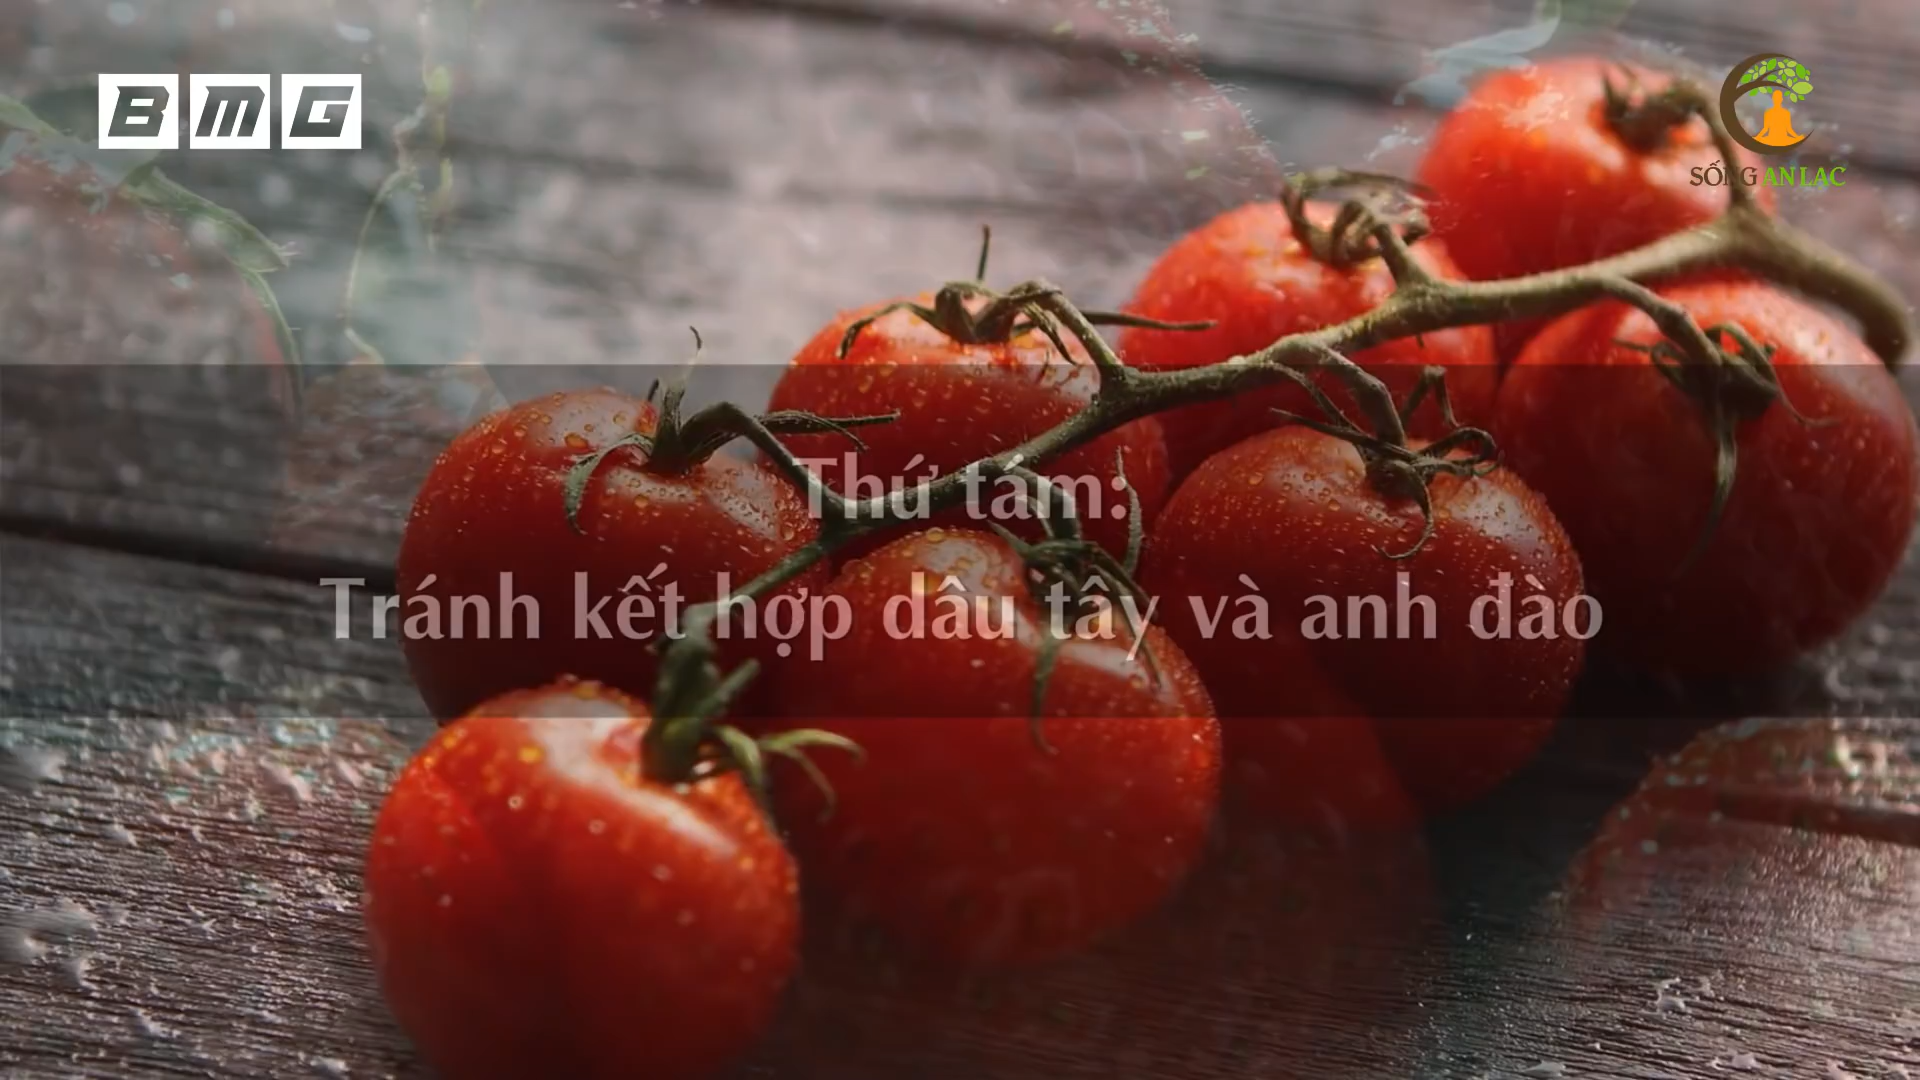 BMG
SỐNG AN LẠC
Thứ tám:
Tránh kết hợp dâu tây và anh đào